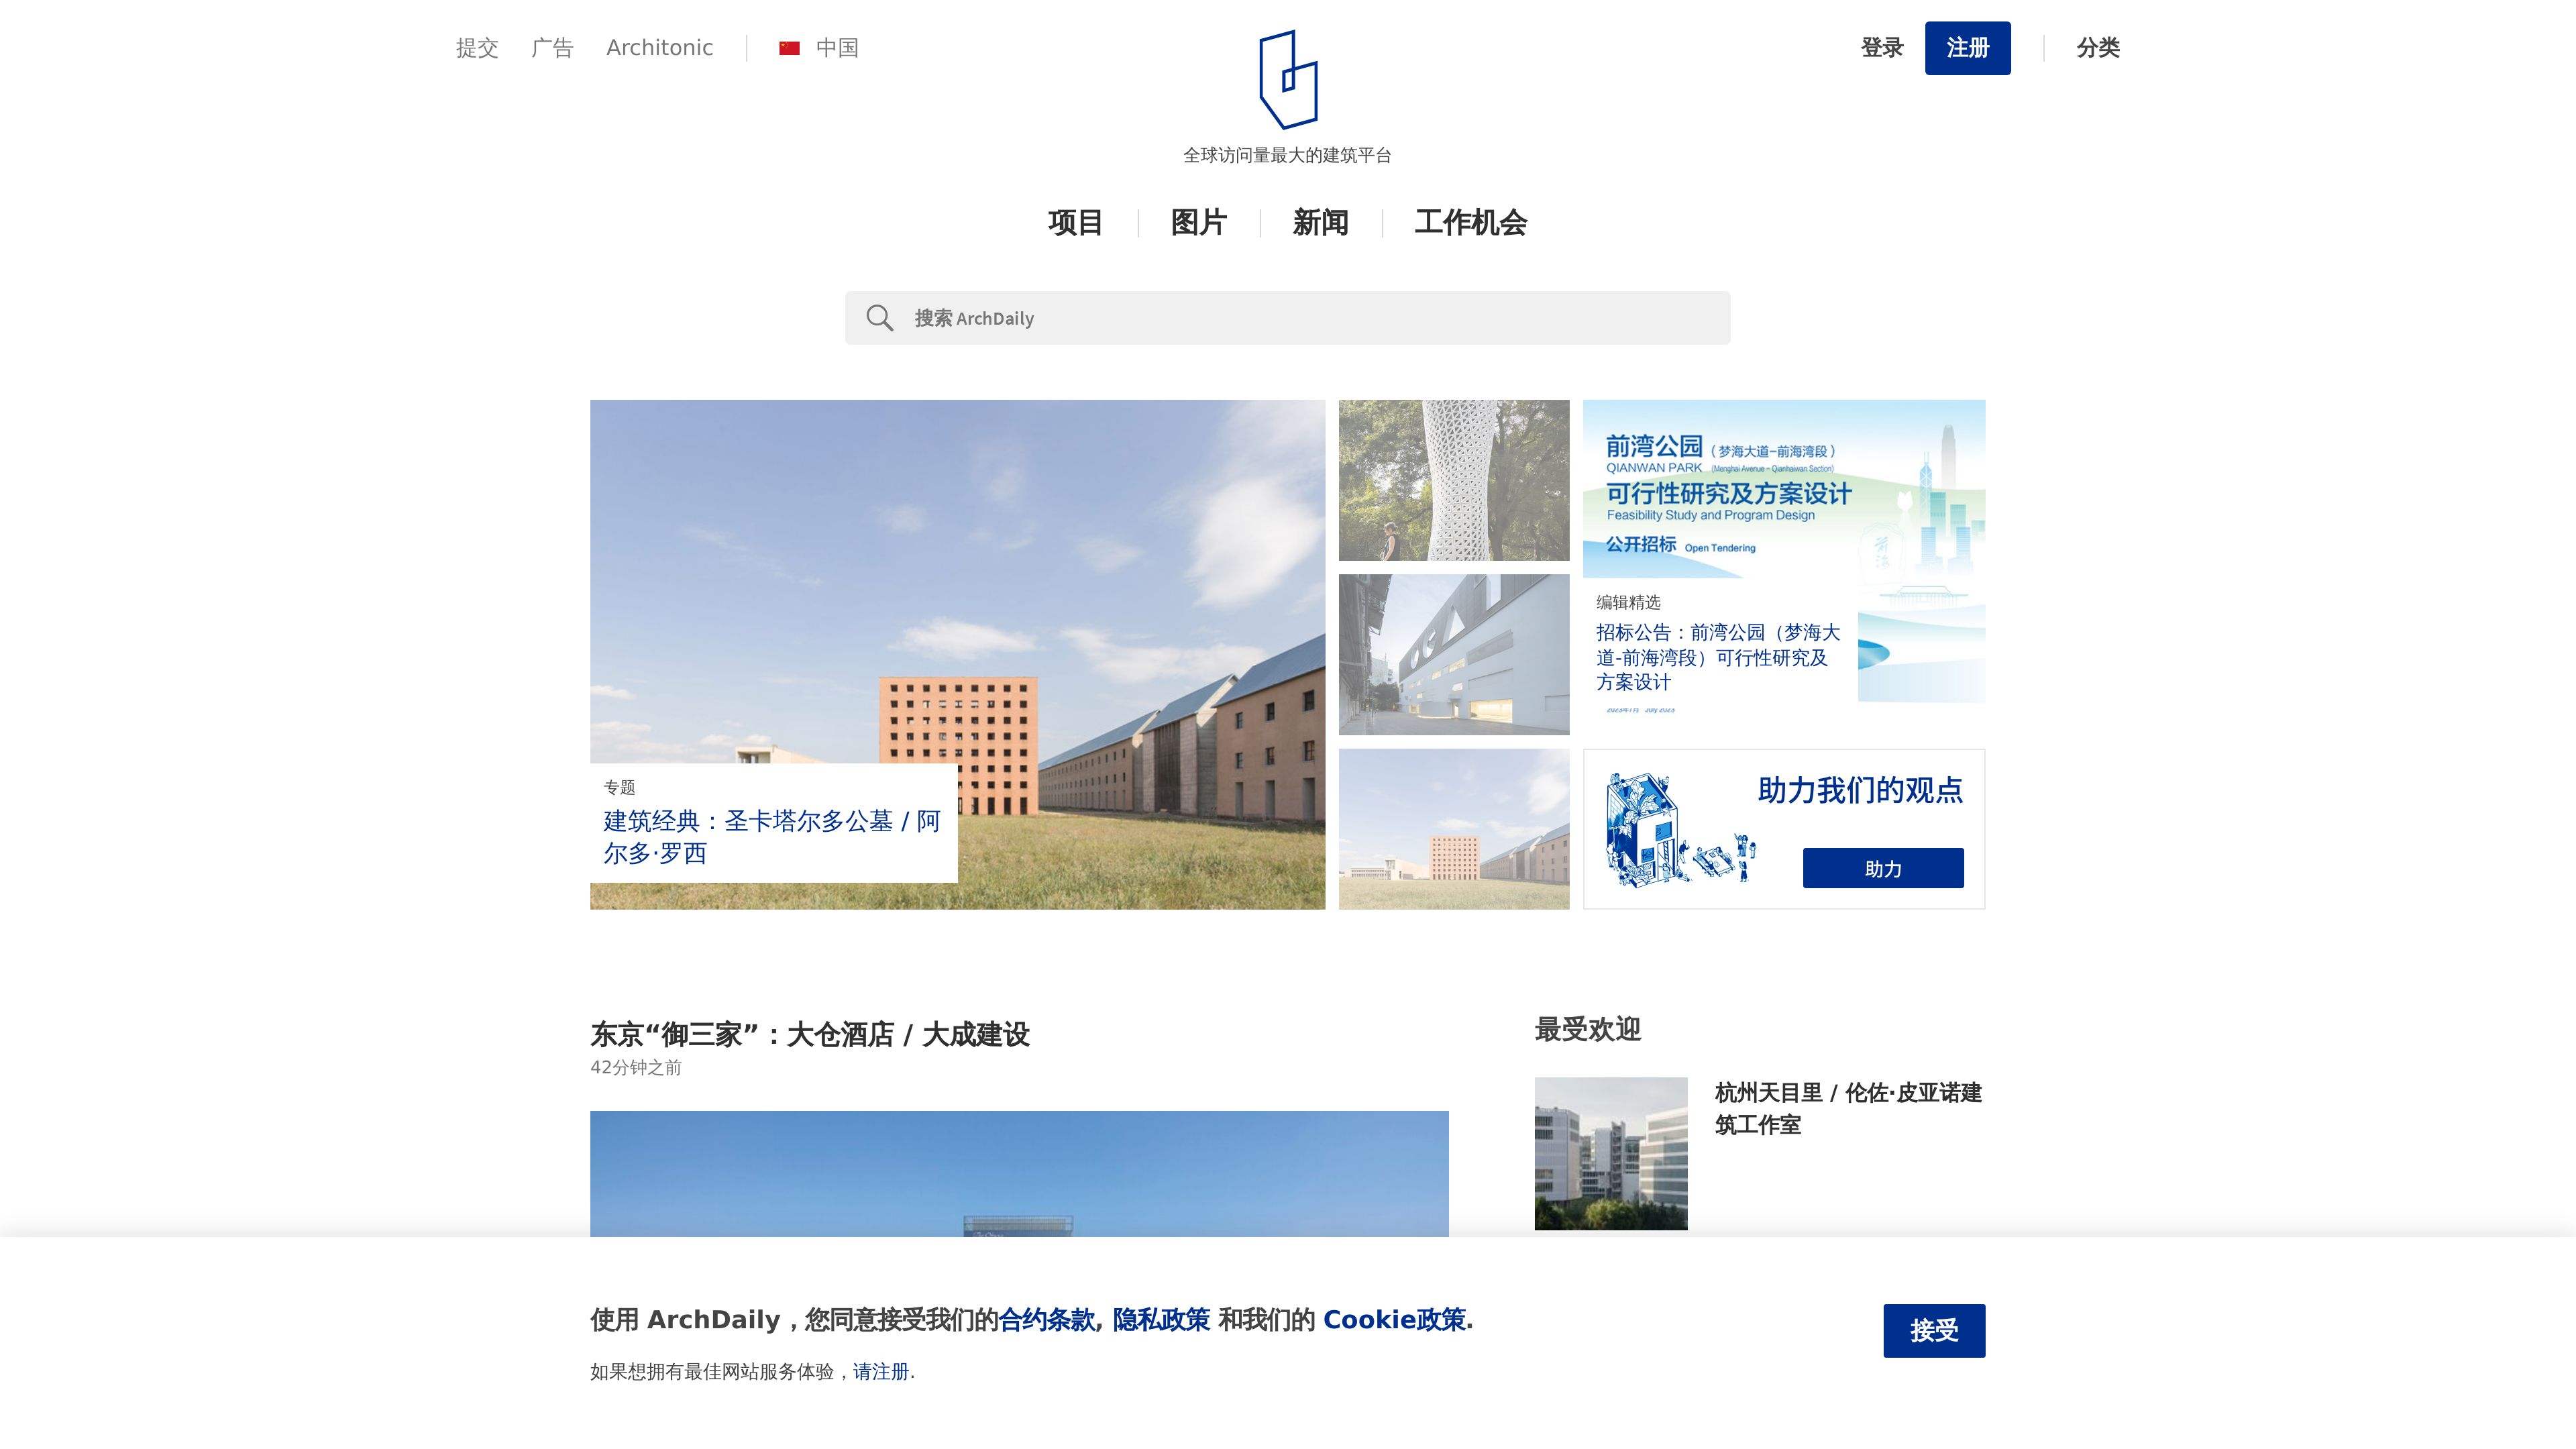 提交 广告 Architonic 中国 登录 注册 分类
全球访问量最大的建筑平台
项目 图片 新闻 工作机会
搜索 ArchDaily
前湾公园（梦海大道-前海湾段）
QIANWAN PARK (Menghai Avenue - Qianhaiwan Section)
可行性研究及方案设计
Feasibility Study and Program Design
公开招标 Open Tendering
前海
编辑精选
招标公告：前湾公园（梦海大
道-前海湾段）可行性研究及
方案设计
专题
建筑经典：圣卡塔尔多公墓 / 阿
尔多·罗西
助力我们的观点
助力
东京“御三家”：大仓酒店 / 大成建设
42分钟之前
最受欢迎
杭州天目里 / 伦佐·皮亚诺建
筑工作室
使用 ArchDaily，您同意接受我们的合约条款, 隐私政策 和我们的 Cookie政策.
接受
如果想拥有最佳网站服务体验，请注册.